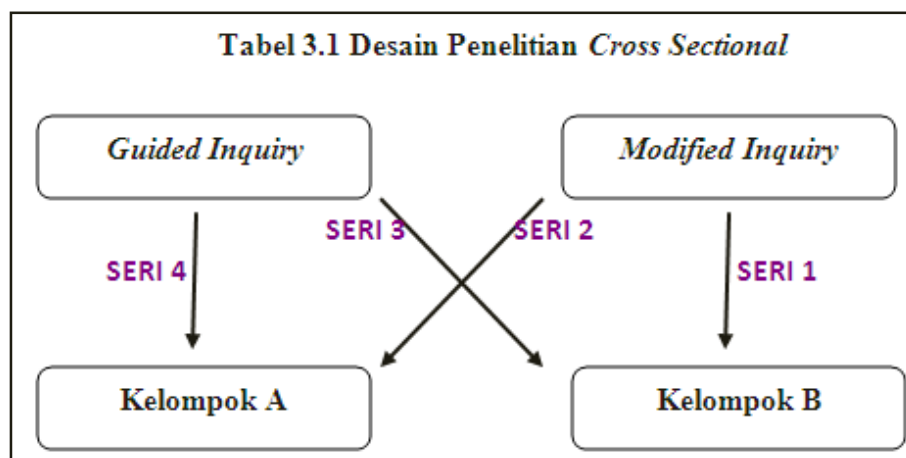 Tabel 3.1 Desain Penelitian Cross Sectional
Guided Inquiry
Modified Inquiry
SERI 3
SERI 2
SERI 4
SERI 1
Kelompok A
Kelompok B